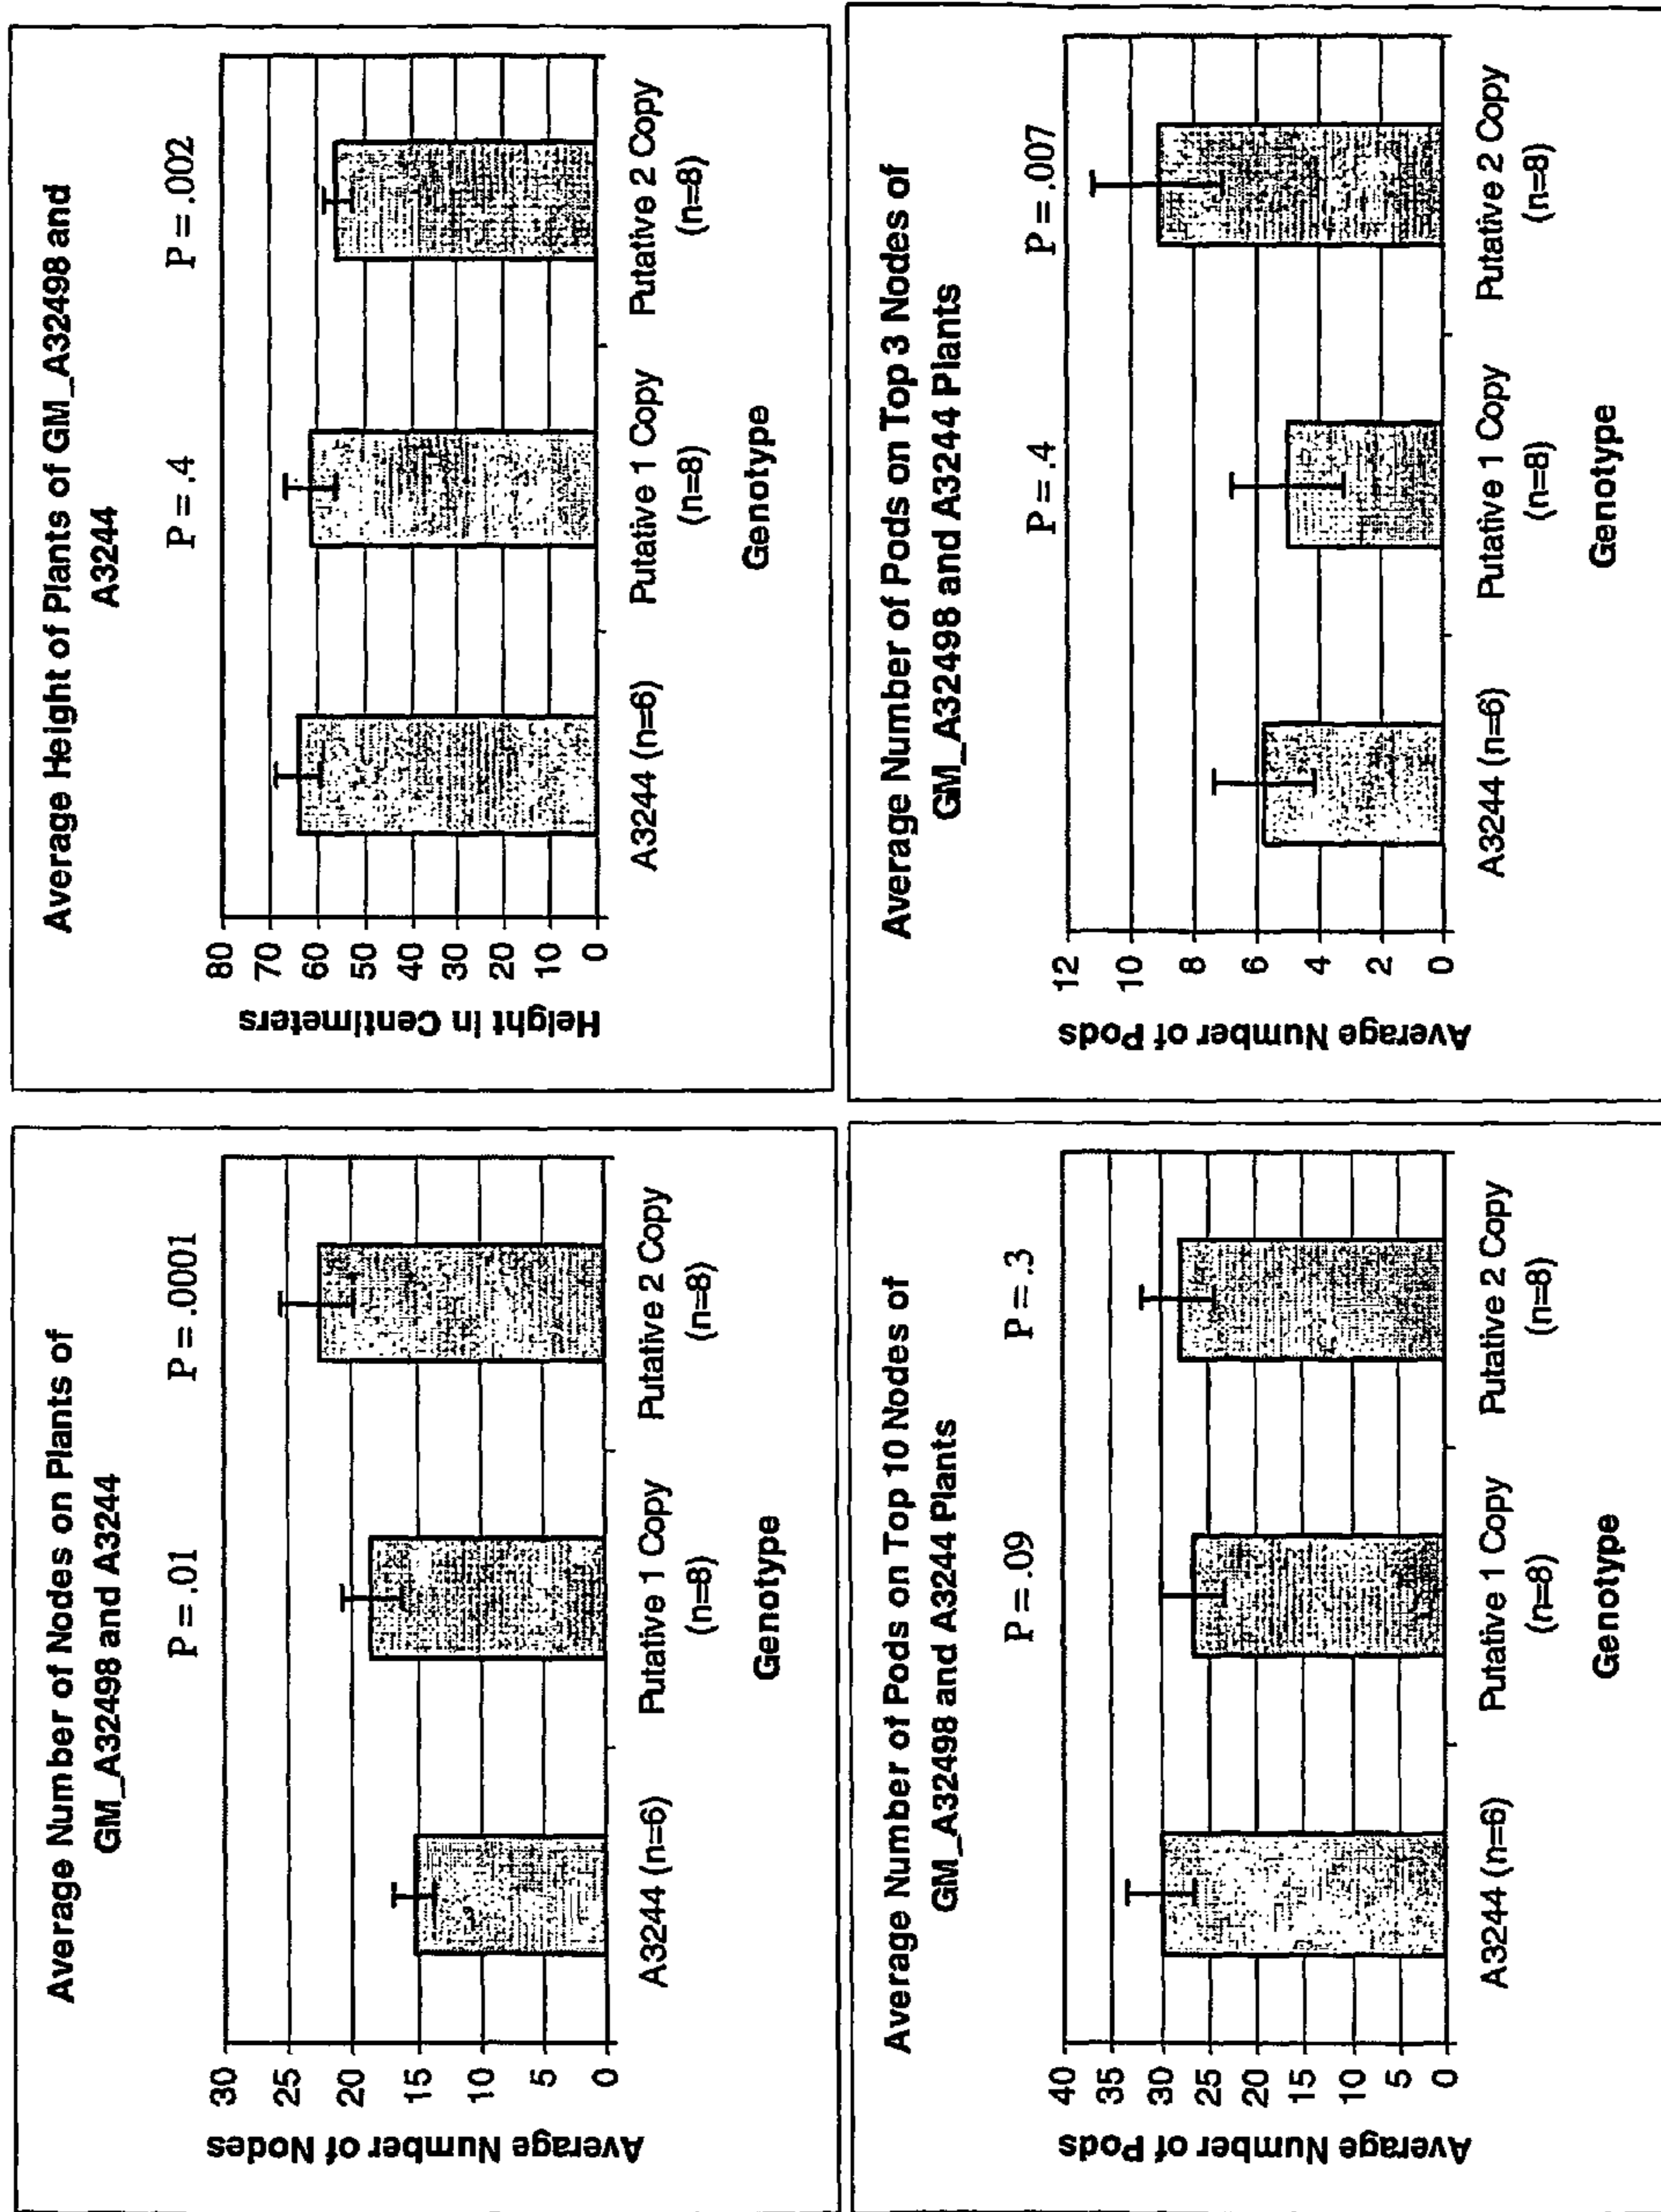 Average Number of Nodes on Plants of
GM_A32498 and A3244
P = .01
P = .0001
30
25
20
15
10
5
0
Average Number of Nodes
A3244 (n=6)
Putative 1 Copy
(n=8)
Putative 2 Copy
(n=8)
Genotype
Average Height of Plants of GM_A32498 and
A3244
P = .4
P = .002
80
70
60
50
40
30
20
10
0
Height in Centimeters
A3244 (n=6)
Putative 1 Copy
(n=8)
Putative 2 Copy
(n=8)
Genotype
Average Number of Pods on Top 10 Nodes of
GM_A32498 and A3244 Plants
P = .09
P = .3
40
35
30
25
20
15
10
5
0
Average Number of Pods
A3244 (n=6)
Putative 1 Copy
(n=8)
Putative 2 Copy
(n=8)
Genotype
Average Number of Pods on Top 3 Nodes of
GM_A32498 and A3244 Plants
P = .4
P = .007
12
10
8
6
4
2
0
Average Number of Pods
A3244 (n=6)
Putative 1 Copy
(n=8)
Putative 2 Copy
(n=8)
Genotype